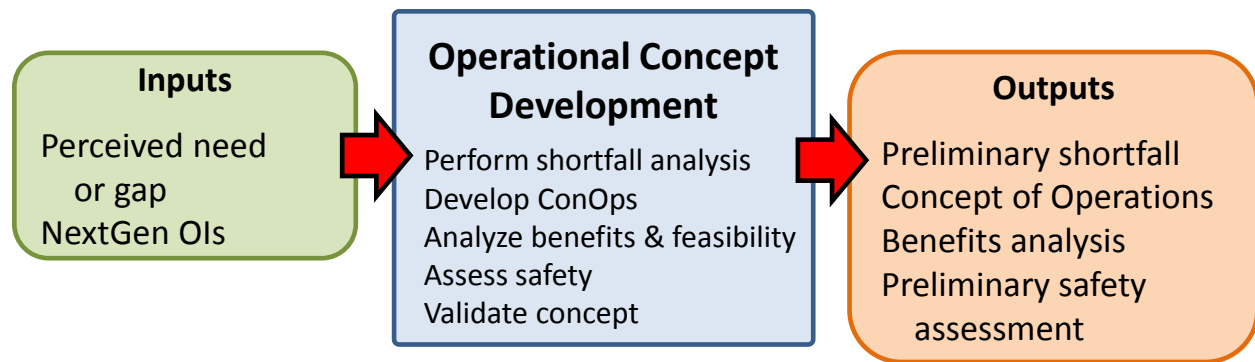 Inputs
Perceived need
or gap
NextGen OIs
Operational Concept
Development
Perform shortfall analysis
Develop ConOps
Analyze benefits & feasibility
Assess safety
Validate concept
Outputs
Preliminary shortfall
Concept of Operations
Benefits analysis
Preliminary safety
assessment